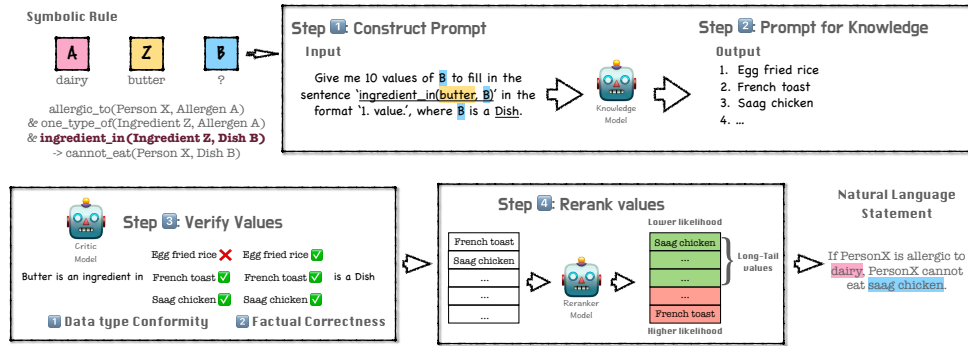 Symbolic Rule
A
Z
B
dairy
butter
?
allergic_to(Person X, Allergen A)
& one_type_of(Ingredient Z, Allergen A)
& ingredient_in(Ingredient Z, Dish B)
-> cannot_eat(Person X, Dish B)
Step 1: Construct Prompt
Input
Give me 10 values of B to fill in the
sentence 'ingredient_in(butter, B)' in the
format '1. value.', where B is a Dish.
Knowledge
Model
Step 2: Prompt for Knowledge
Output
1. Egg fried rice
2. French toast
3. Saag chicken
4. ...
Critic
Model
Step 3: Verify Values
Egg fried rice ❌ Egg fried rice ✅
Butter is an ingredient in French toast ✅ French toast ✅ is a Dish
Saag chicken ✅ Saag chicken ✅
1 Data type Conformity
2 Factual Correctness
Step 4: Rerank values
French toast
Saag chicken
...
...
...
Reranker
Model
Lower likelihood
Saag chicken
...
...
...
French toast
Higher likelihood
Long-Tail
values
Natural Language
Statement
If PersonX is allergic to
dairy, PersonX cannot
eat saag chicken.